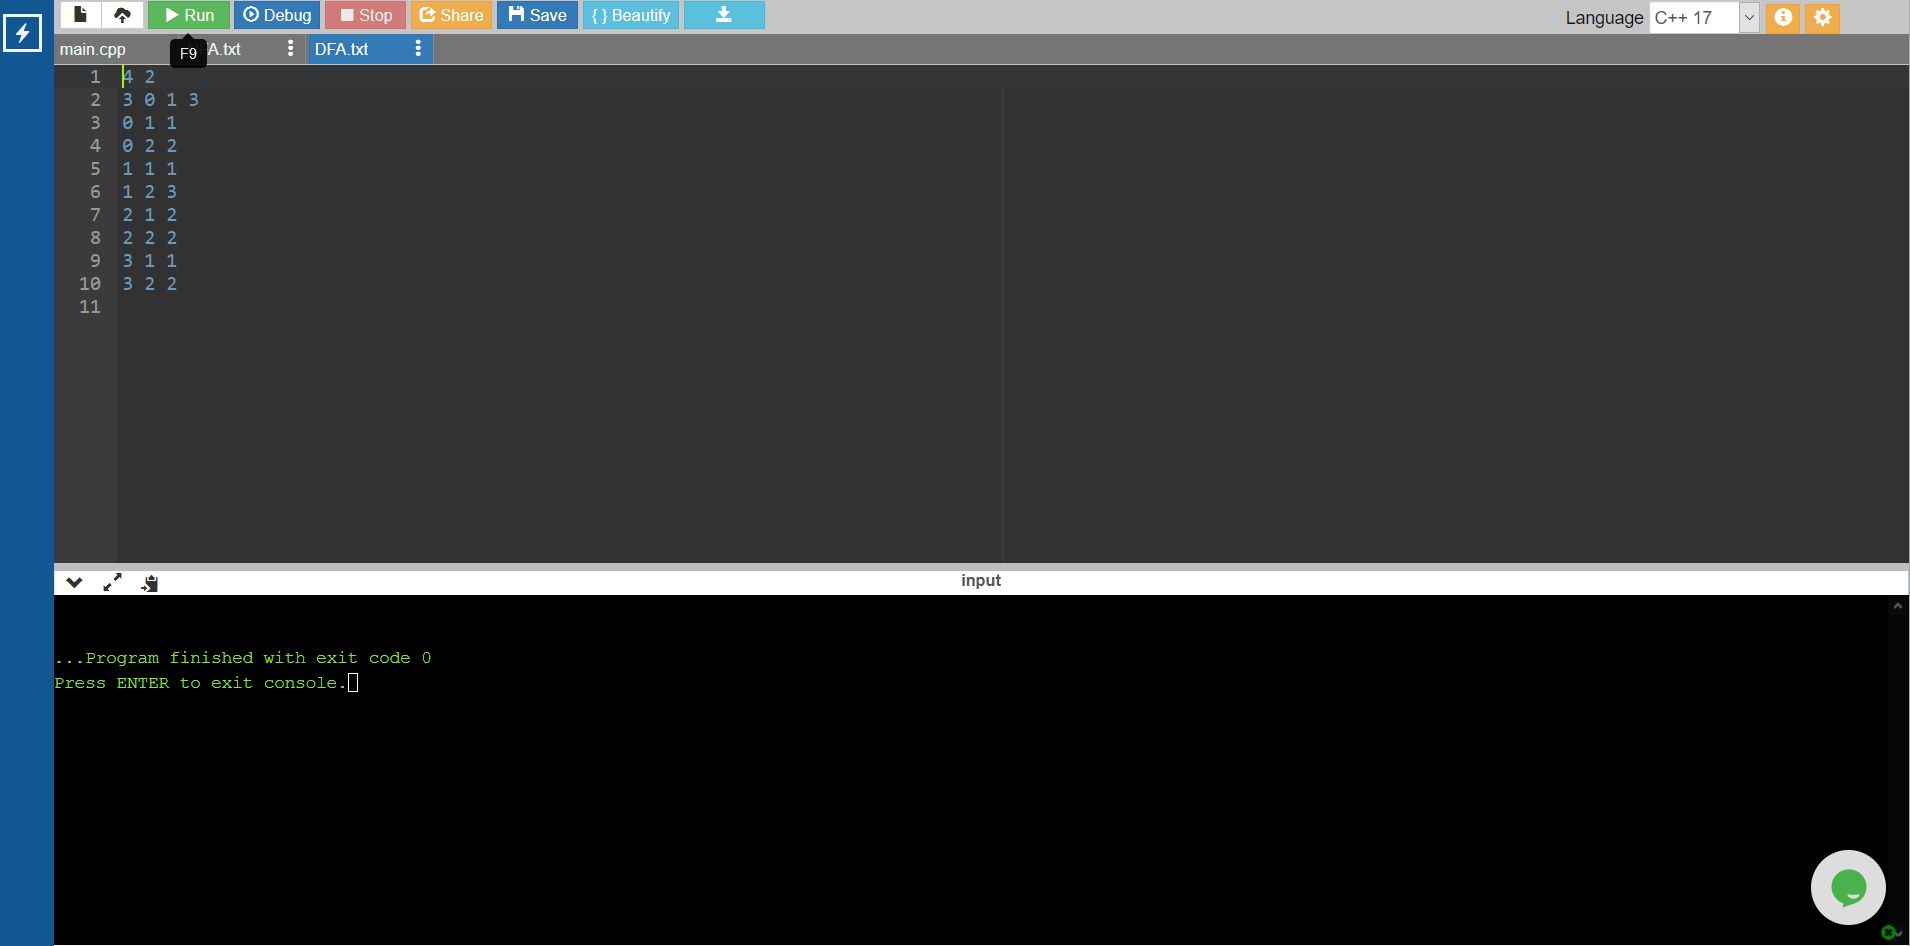 Run Debug Stop Share Save { } Beautify Language C++ 17
main.cpp FA.txt DFA.txt
F9
1 4 2
2 3 0 1 3
3 0 1 1
4 0 2 2
5 1 1 1
6 1 2 3
7 2 1 2
8 2 2 2
9 3 1 1
10 3 2 2
11
input
...Program finished with exit code 0
Press ENTER to exit console.